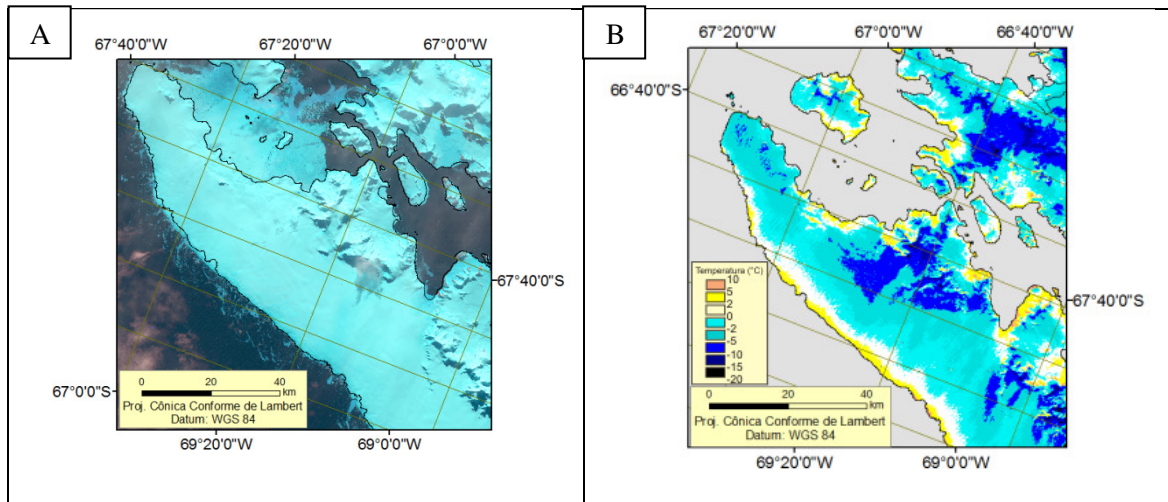 A
67°40'0"W
67°20'0"W
67°0'0"W
67°40'0"S
67°0'0"S
0
20
40
km
Proj. Cônica Conforme de Lambert
Datum: WGS 84
69°20'0"W
69°0'0"W
B
67°20'0"W
67°0'0"W
66°40'0"W
66°40'0"S
67°40'0"S
Temperatura (°C)
10
5
2
0
-2
-5
-10
-15
-20
0
20
40
km
Proj. Cônica Conforme de Lambert
Datum: WGS 84
69°20'0"W
69°0'0"W